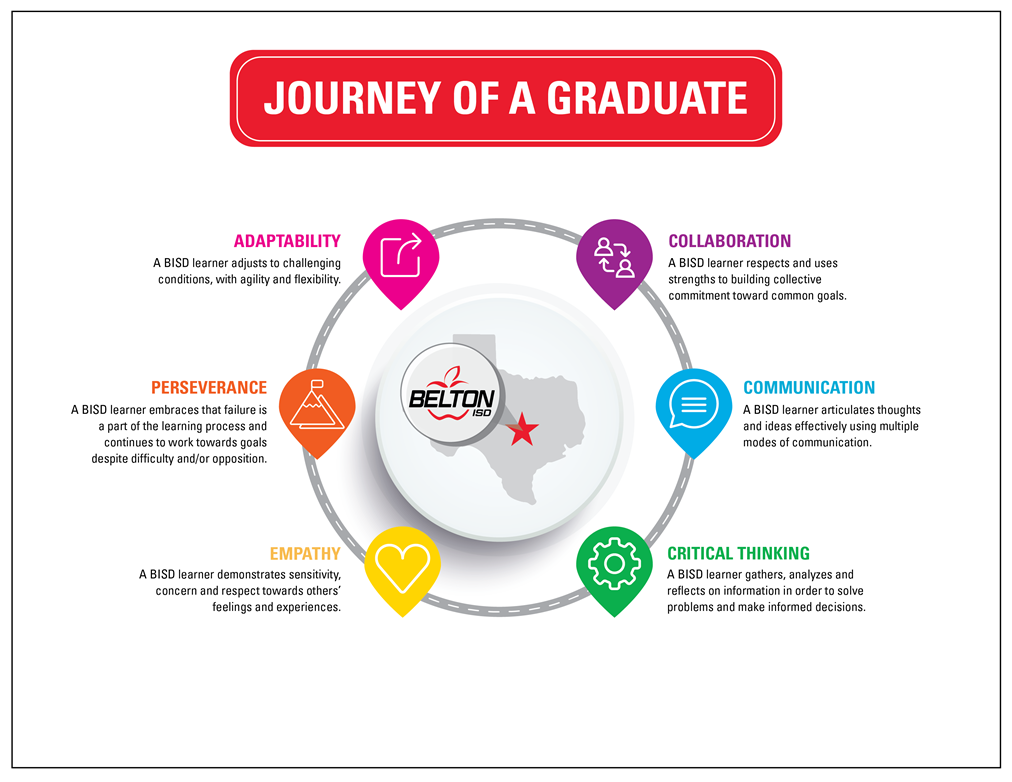 JOURNEY OF A GRADUATE
ADAPTABILITY
A BISD learner adjusts to challenging
conditions, with agility and flexibility.
COLLABORATION
A BISD learner respects and uses
strengths to building collective
commitment toward common goals.
PERSEVERANCE
A BISD learner embraces that failure is
a part of the learning process and
continues to work towards goals
despite difficulty and/or opposition.
BELTON
ISD
COMMUNICATION
A BISD learner articulates thoughts
and ideas effectively using multiple
modes of communication.
EMPATHY
A BISD learner demonstrates sensitivity,
concern and respect towards others’
feelings and experiences.
CRITICAL THINKING
A BISD learner gathers, analyzes and
reflects on information in order to solve
problems and make informed decisions.